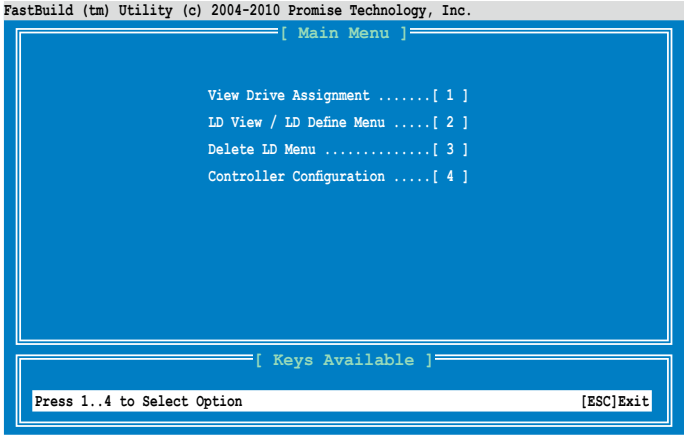 FastBuild (tm) Utility (c) 2004-2010 Promise Technology, Inc.
[ Main Menu ]
View Drive Assignment .......[ 1 ]
LD View / LD Define Menu .....[ 2 ]
Delete LD Menu ..............[ 3 ]
Controller Configuration .....[ 4 ]
[ Keys Available ]
Press 1..4 to Select Option [ESC]Exit